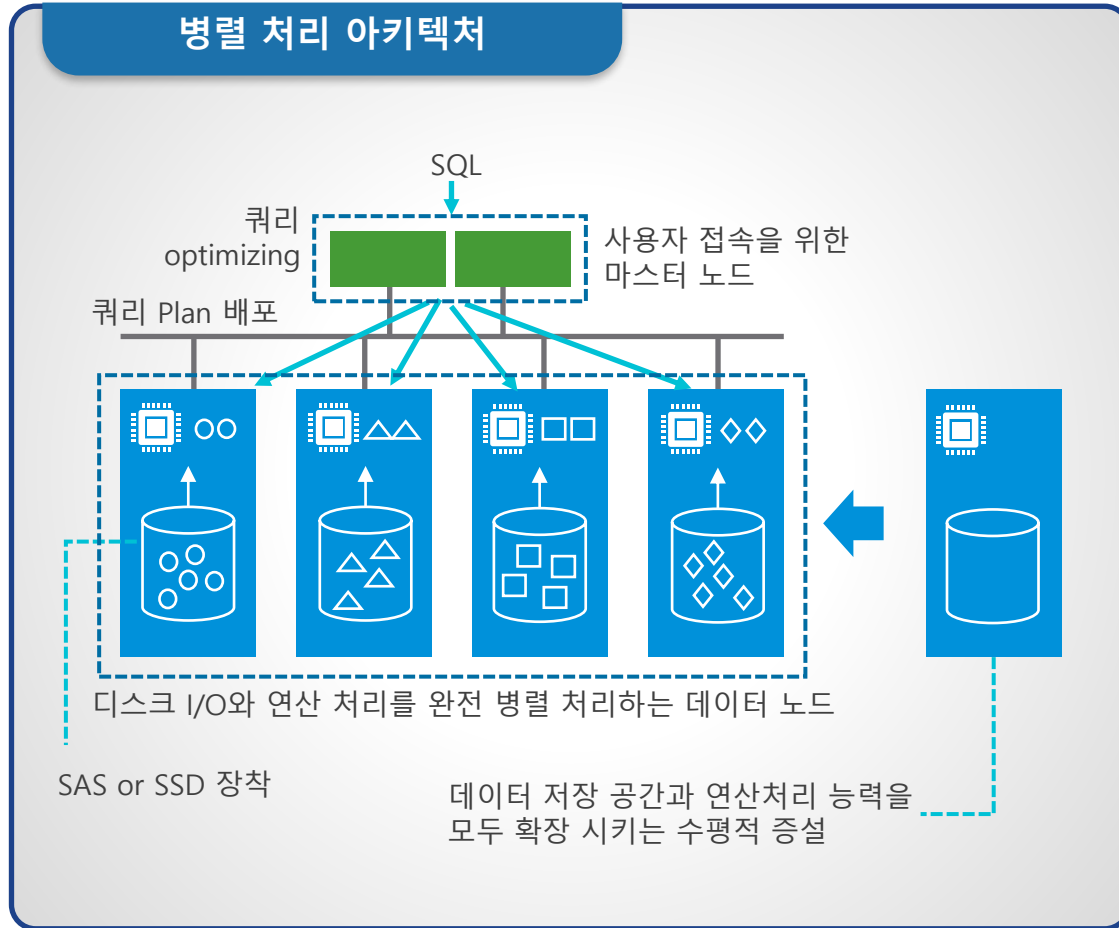 병렬 처리 아키텍처
SQL
쿼리
optimizing
사용자 접속을 위한
마스터 노드
쿼리 Plan 배포
디스크 I/O와 연산 처리를 완전 병렬 처리하는 데이터 노드
SAS or SSD 장착
데이터 저장 공간과 연산처리 능력을
모두 확장 시키는 수평적 증설